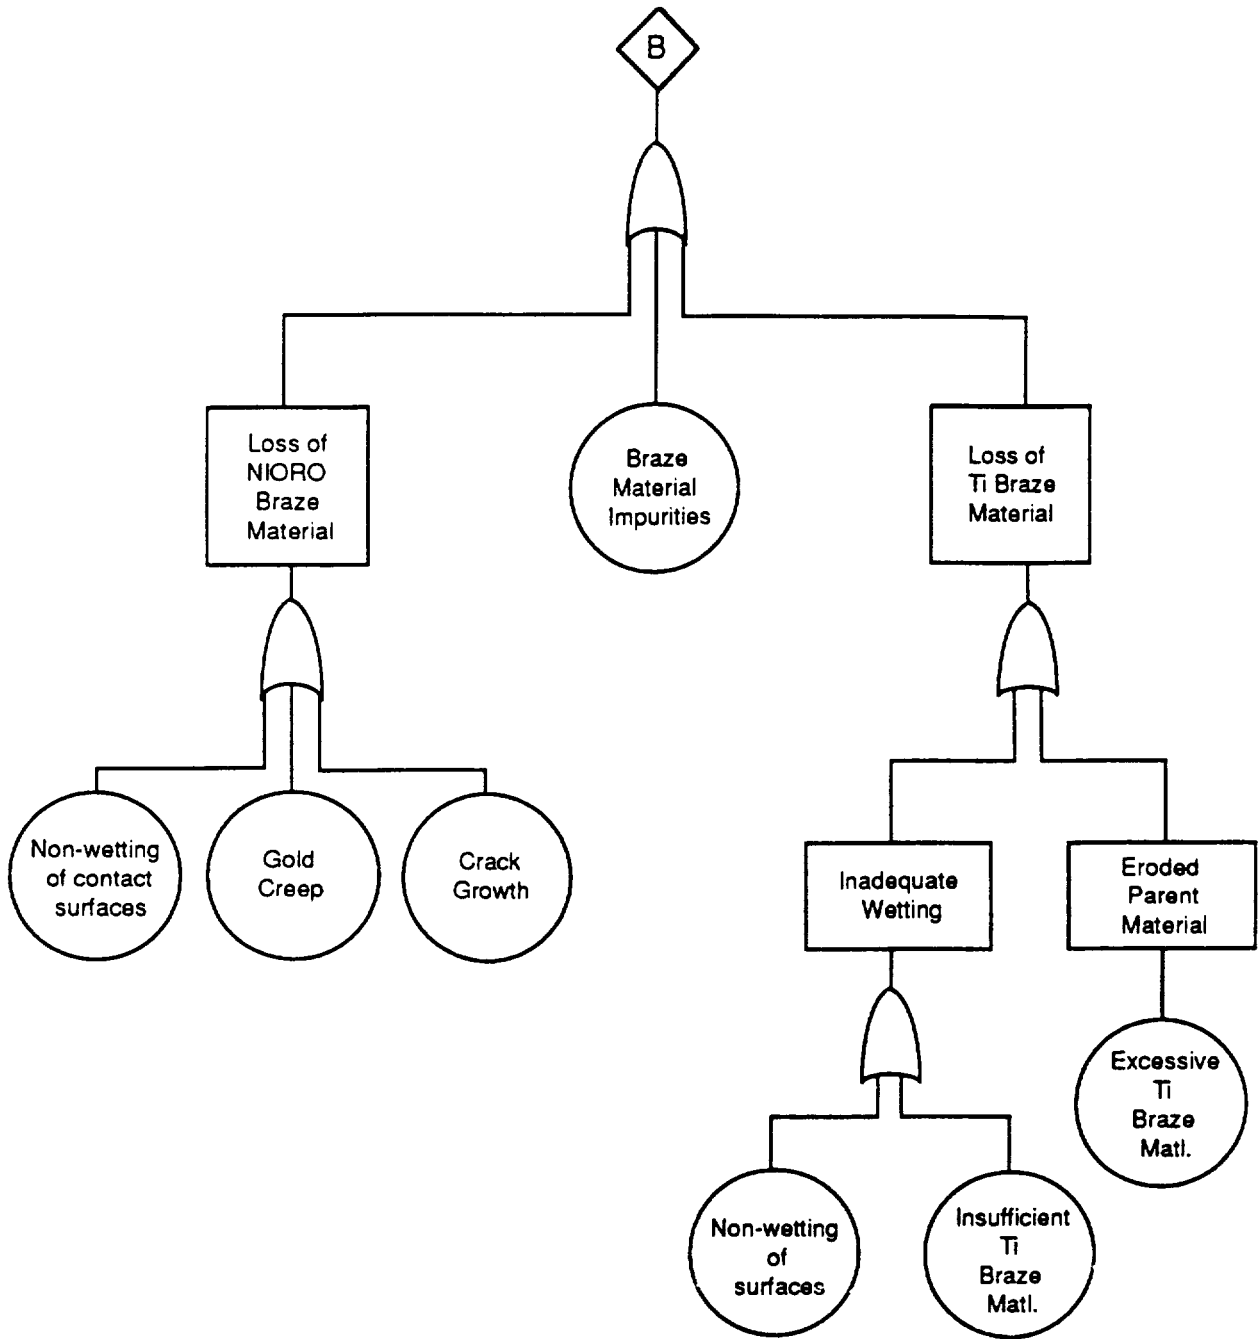 B
Loss of
NIORO
Braze
Material
Braze
Material
Impurities
Loss of
Ti Braze
Material
Non-wetting
of contact
surfaces
Gold
Creep
Crack
Growth
Inadequate
Wetting
Eroded
Parent
Material
Excessive
Ti
Braze
Matl.
Non-wetting
of
surfaces
Insufficient
Ti
Braze
Matl.